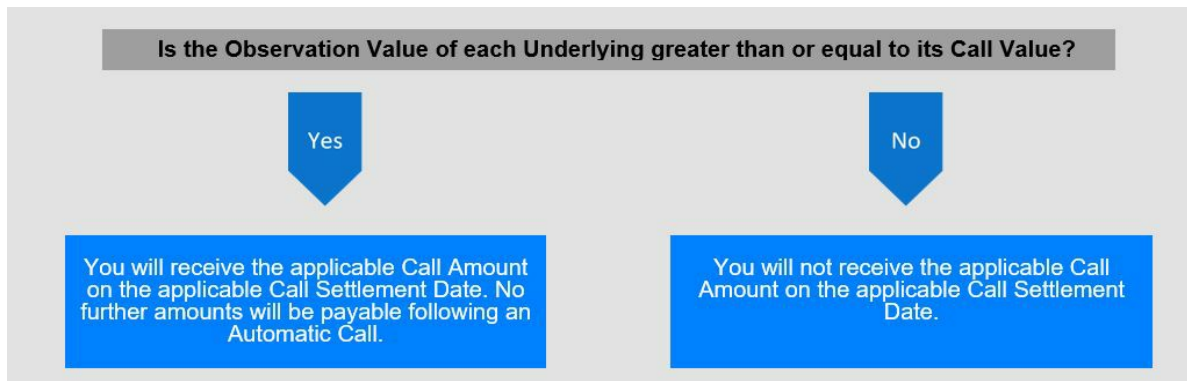 Is the Observation Value of each Underlying greater than or equal to its Call Value?
Yes
No
You will receive the applicable Call Amount
on the applicable Call Settlement Date. No
further amounts will be payable following an
Automatic Call.
You will not receive the applicable Call
Amount on the applicable Call Settlement
Date.